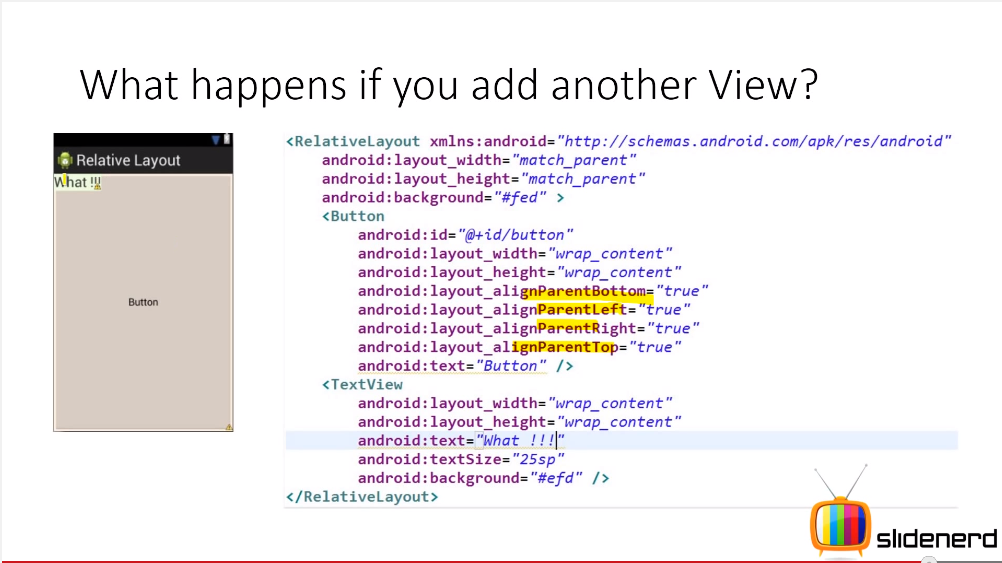 What happens if you add another View?
Relative Layout
What !!!
Button
<RelativeLayout xmlns:android="http://schemas.android.com/apk/res/android"
android:layout_width="match_parent"
android:layout_height="match_parent"
android:background="#fed" >
<Button
android:id="@+id/button"
android:layout_width="wrap_content"
android:layout_height="wrap_content"
android:layout_alignParentBottom="true"
android:layout_alignParentLeft="true"
android:layout_alignParentRight="true"
android:layout_alignParentTop="true"
android:text="Button" />
<TextView
android:layout_width="wrap_content"
android:layout_height="wrap_content"
android:text="What !!!"
android:textSize="25sp"
android:background="#efd" />
</RelativeLayout>
slidenerd